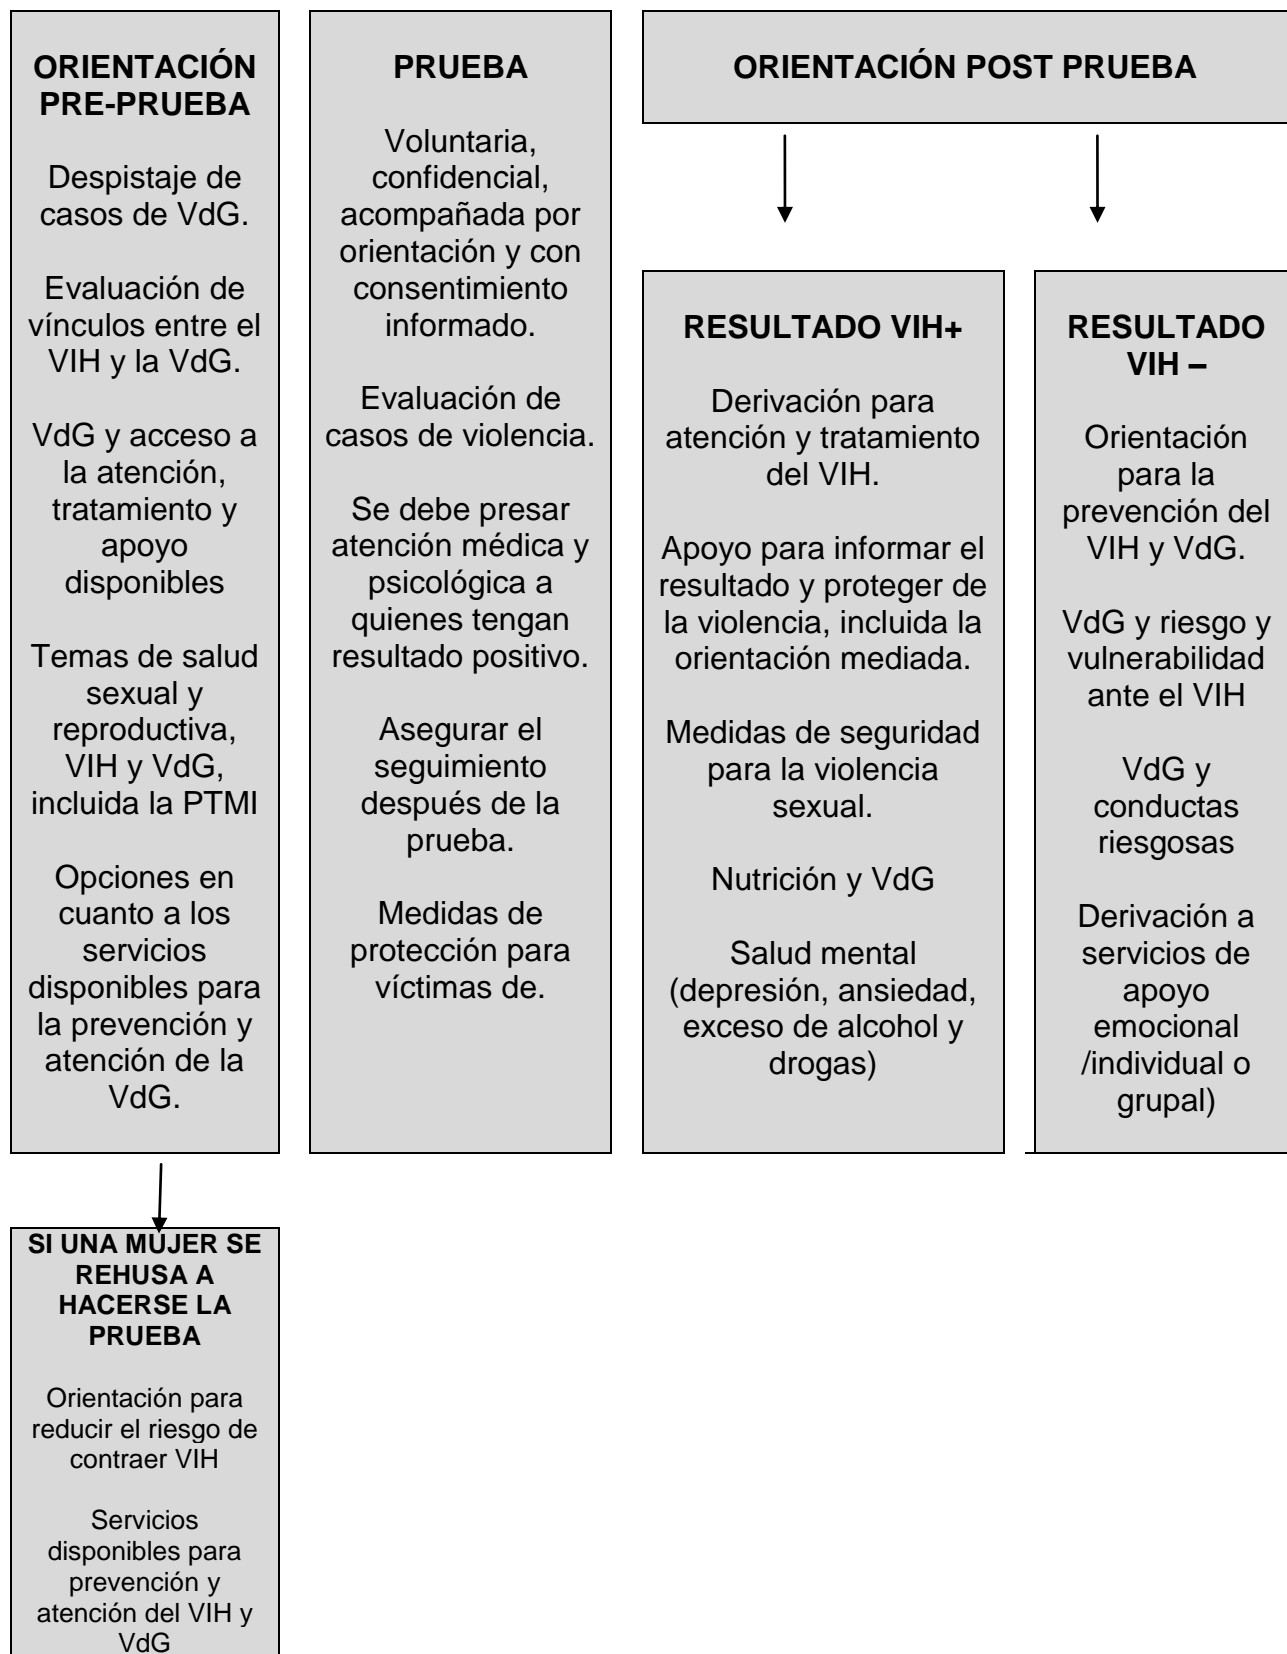 ORIENTACIÓN
PRE-PRUEBA
Despistaje de
casos de VdG.
Evaluación de
vínculos entre el
VIH y la VdG.
VdG y acceso a
la atención,
tratamiento y
apoyo
disponibles
Temas de salud
sexual y
reproductiva,
VIH y VdG,
incluida la PTMI
Opciones en
cuanto a los
servicios
disponibles para
la prevención y
atención de la
VdG.
PRUEBA
Voluntaria,
confidencial,
acompañada por
orientación y con
consentimiento
informado.
Evaluación de
casos de violencia.
Se debe presar
atención médica y
psicológica a
quienes tengan
resultado positivo.
Asegurar el
seguimiento
después de la
prueba.
Medidas de
protección para
víctimas de.
ORIENTACIÓN POST PRUEBA
RESULTADO VIH+
Derivación para
atención y tratamiento
del VIH.
Apoyo para informar el
resultado y proteger de
la violencia, incluida la
orientación mediada.
Medidas de seguridad
para la violencia
sexual.
Nutrición y VdG
Salud mental
(depresión, ansiedad,
exceso de alcohol y
drogas)
RESULTADO
VIH –
Orientación
para la
prevención del
VIH y VdG.
VdG y riesgo y
vulnerabilidad
ante el VIH
VdG y
conductas
riesgosas
Derivación a
servicios de
apoyo
emocional
/individual o
grupal)
SI UNA MUJER SE
REHUSA A
HACERSE LA
PRUEBA
Orientación para
reducir el riesgo de
contraer VIH
Servicios
disponibles para
prevención y
atención del VIH y
VdG